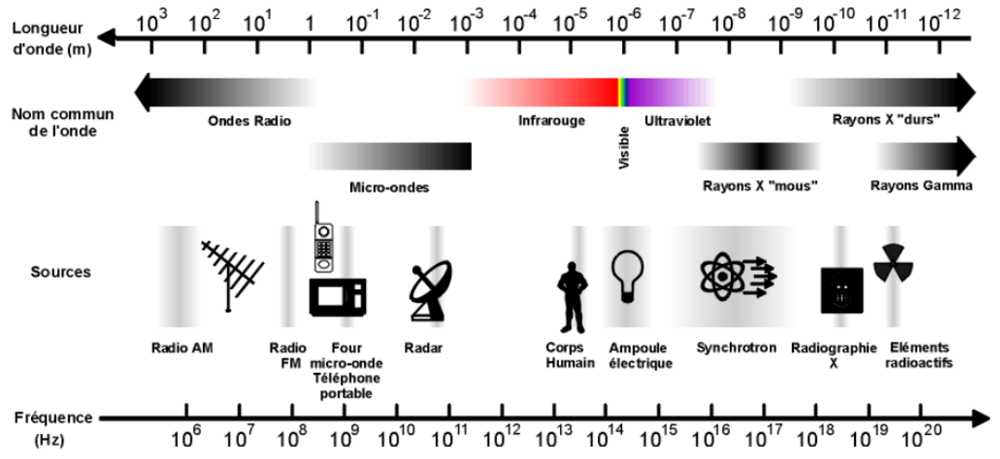 Longueur d'onde (m)
10³ 10² 10¹ 1 10⁻¹ 10⁻² 10⁻³ 10⁻⁴ 10⁻⁵ 10⁻⁶ 10⁻⁷ 10⁻⁸ 10⁻⁹ 10⁻¹⁰ 10⁻¹¹ 10⁻¹²
Nom commun
de l'onde
Ondes Radio
Infrarouge
Visible
Ultraviolet
Rayons X "durs"
Micro-ondes
Rayons X "mous"
Rayons Gamma
Sources
Radio AM
Radio
FM
Four
micro-onde
Téléphone
portable
Radar
Corps
Humain
Ampoule
électrique
Synchrotron
Radiographie
X
Eléments
radioactifs
Fréquence
(Hz)
10⁶ 10⁷ 10⁸ 10⁹ 10¹⁰ 10¹¹ 10¹² 10¹³ 10¹⁴ 10¹⁵ 10¹⁶ 10¹⁷ 10¹⁸ 10¹⁹ 10²⁰